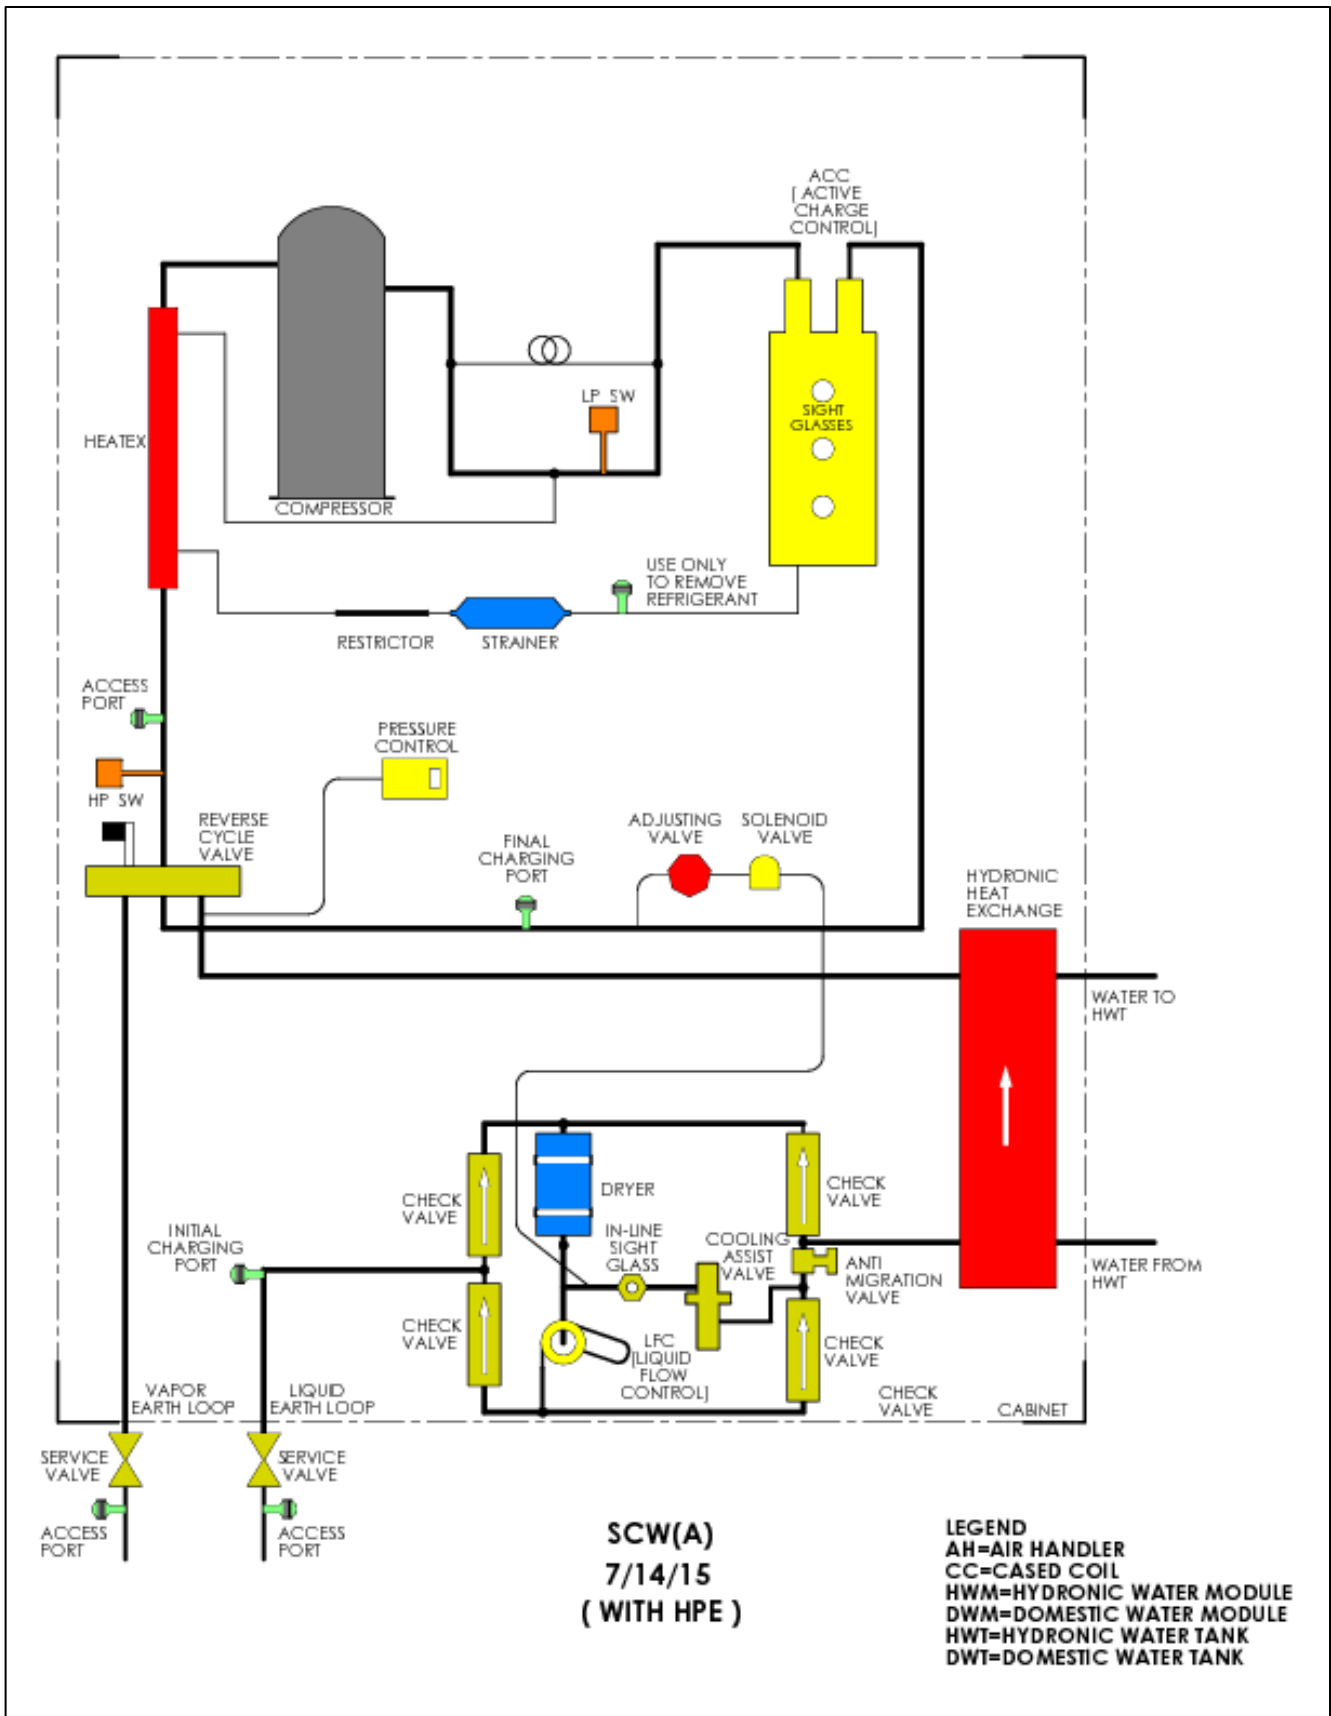 ACC
[ ACTIVE
CHARGE
CONTROL]
LP SW
SIGHT
GLASSES
HEATEX
COMPRESSOR
USE ONLY
TO REMOVE
REFRIGERANT
RESTRICTOR
STRAINER
ACCESS
PORT
PRESSURE
CONTROL
HP SW
REVERSE
CYCLE
VALVE
FINAL
CHARGING
PORT
ADJUSTING
VALVE
SOLENOID
VALVE
HYDRONIC
HEAT
EXCHANGE
WATER TO
HWT
CHECK
VALVE
DRYER
CHECK
VALVE
INITIAL
CHARGING
PORT
IN-LINE
SIGHT
GLASS
COOLING
ASSIST
VALVE
ANTI
MIGRATION
VALVE
WATER FROM
HWT
CHECK
VALVE
LFC
[LIQUID
FLOW
CONTROL]
CHECK
VALVE
VAPOR
EARTH LOOP
LIQUID
EARTH LOOP
CHECK
VALVE
CABINET
SERVICE
VALVE
SERVICE
VALVE
ACCESS
PORT
ACCESS
PORT
SCW(A)
7/14/15
( WITH HPE )
LEGEND
AH=AIR HANDLER
CC=CASED COIL
HWM=HYDRONIC WATER MODULE
DWM=DOMESTIC WATER MODULE
HWT=HYDRONIC WATER TANK
DWT=DOMESTIC WATER TANK